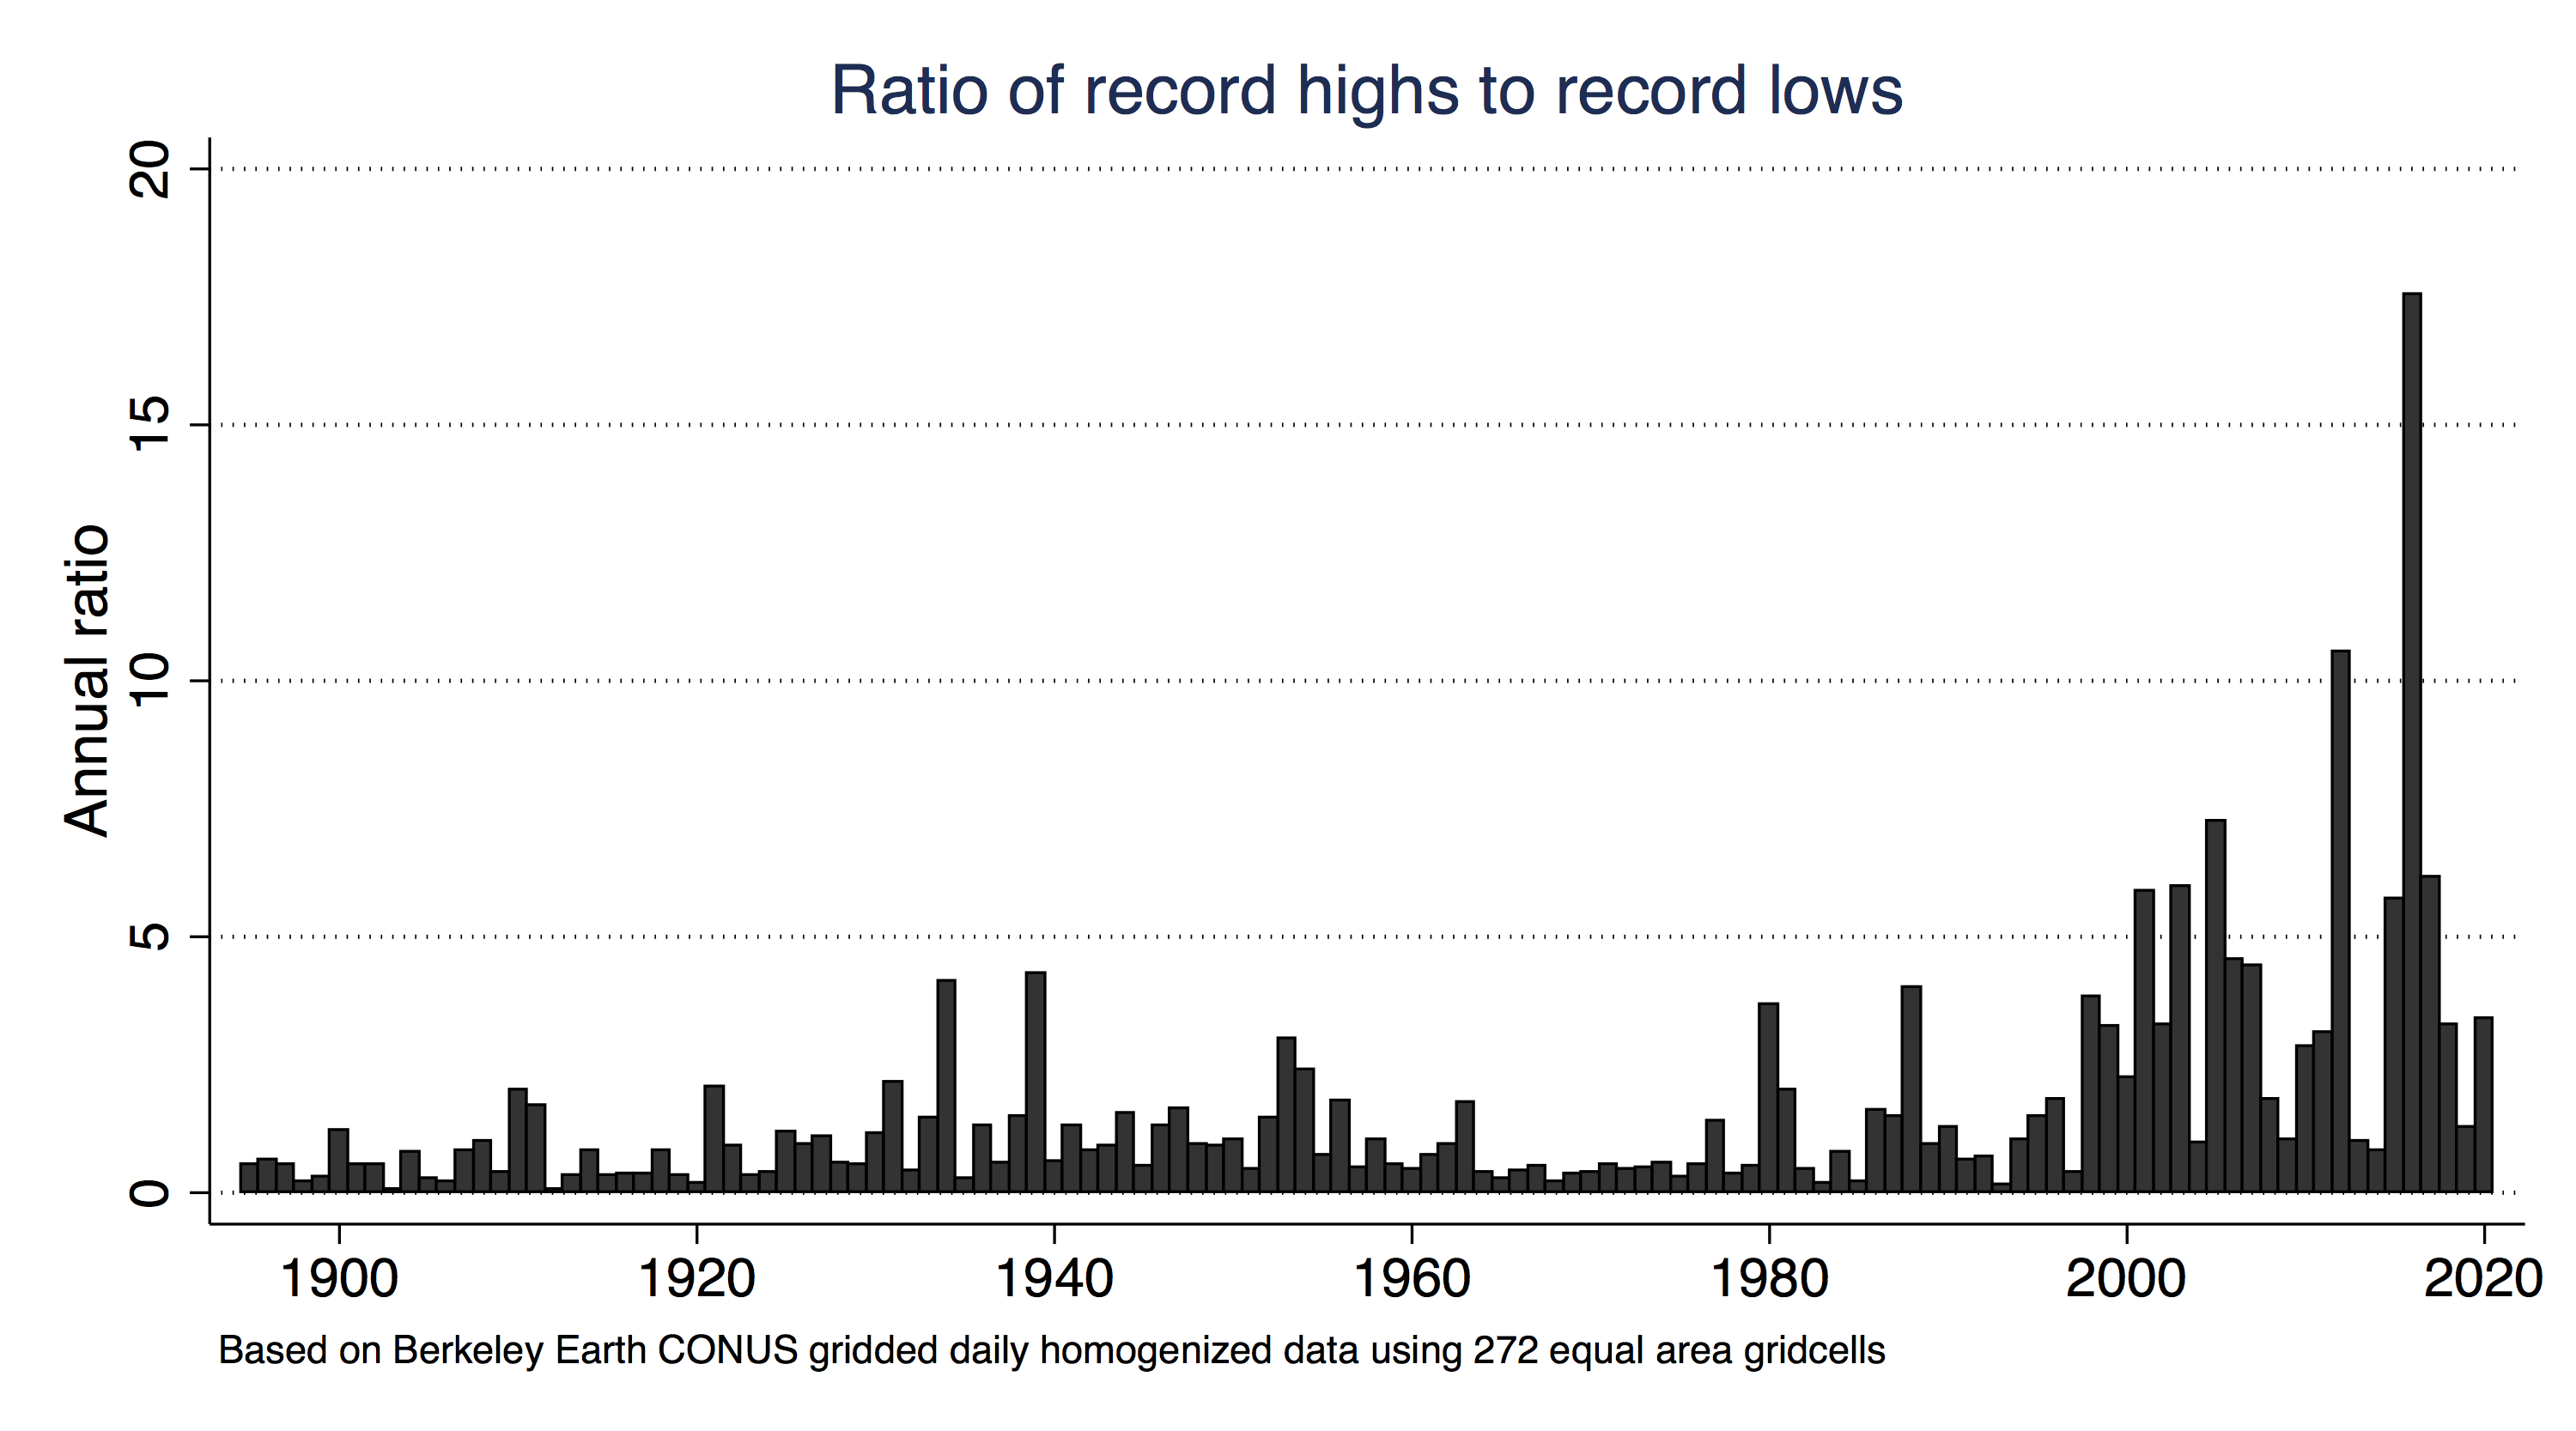 Ratio of record highs to record lows
Annual ratio
20
15
10
5
0
1900 1920 1940 1960 1980 2000 2020
Based on Berkeley Earth CONUS gridded daily homogenized data using 272 equal area gridcells